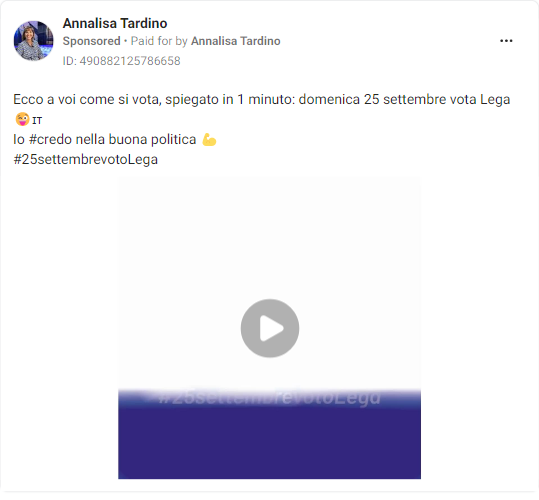 Annalisa Tardino
Sponsored • Paid for by Annalisa Tardino
ID: 490882125786658
Ecco a voi come si vota, spiegato in 1 minuto: domenica 25 settembre vota Lega
😜 IT
Io #credo nella buona politica 💪
#25settembrevotoLega
#25settembrevotoLega